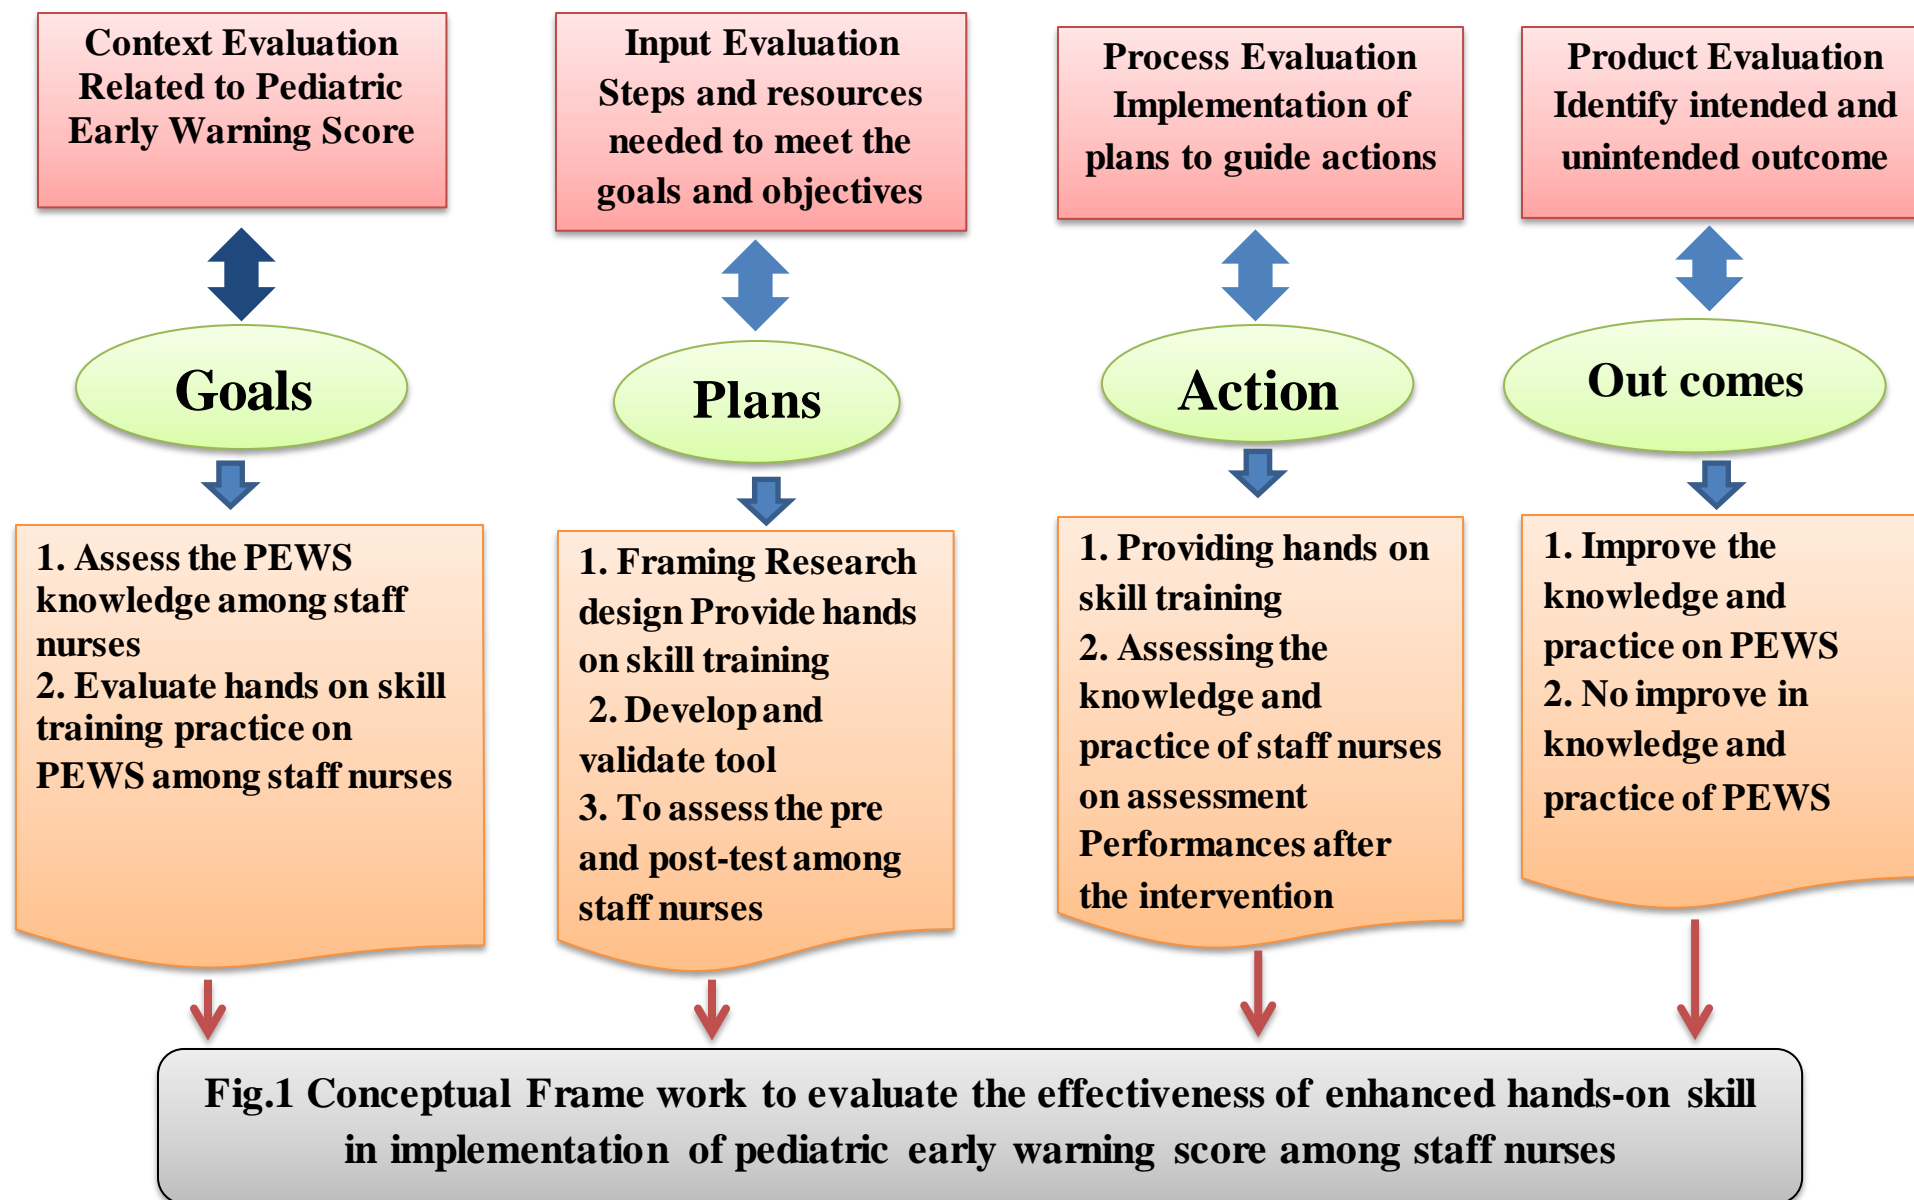 Context Evaluation
Related to Pediatric
Early Warning Score
Input Evaluation
Steps and resources
needed to meet the
goals and objectives
Process Evaluation
Implementation of
plans to guide actions
Product Evaluation
Identify intended and
unintended outcome
Goals
Plans
Action
Out comes
1. Assess the PEWS
knowledge among staff
nurses
2. Evaluate hands on skill
training practice on
PEWS among staff nurses
1. Framing Research
design Provide hands
on skill training
2. Develop and
validate tool
3. To assess the pre
and post-test among
staff nurses
1. Providing hands on
skill training
2. Assessing the
knowledge and
practice of staff nurses
on assessment
Performances after
the intervention
1. Improve the
knowledge and
practice on PEWS
2. No improve in
knowledge and
practice of PEWS
Fig.1 Conceptual Frame work to evaluate the effectiveness of enhanced hands-on skill
in implementation of pediatric early warning score among staff nurses